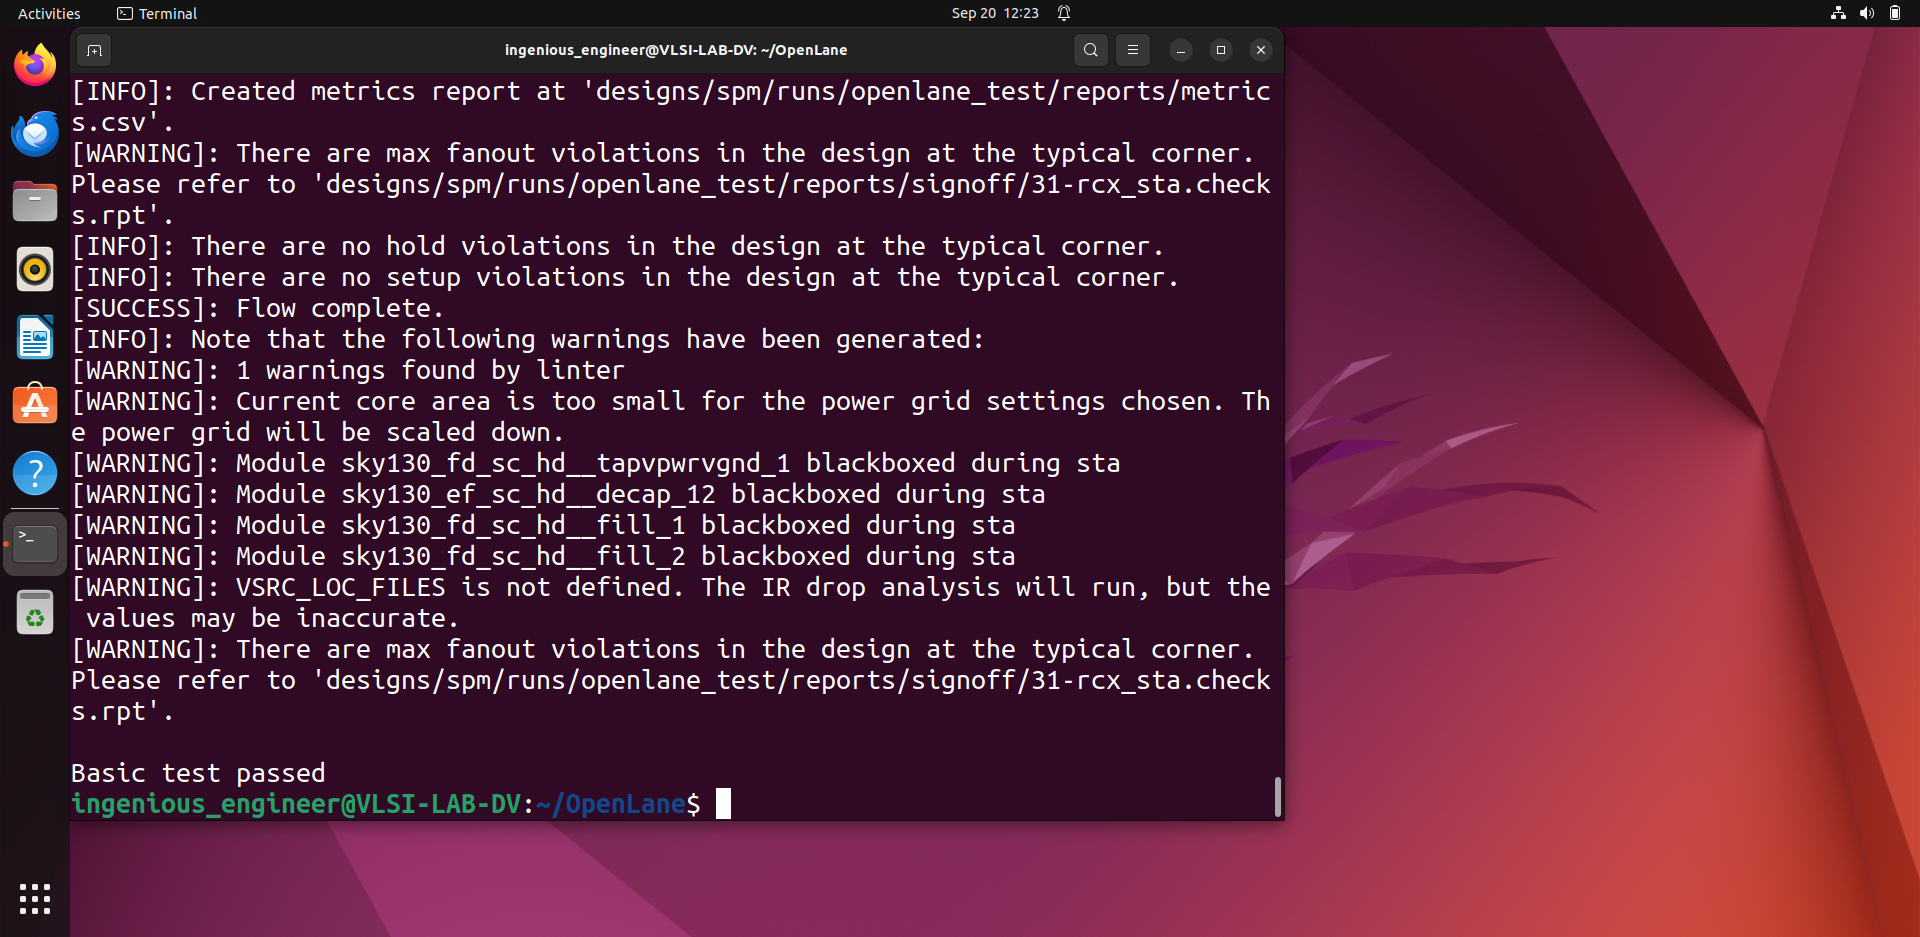 Activities
Terminal
Sep 20 12:23
ingenious_engineer@VLSI-LAB-DV: ~/OpenLane
[INFO]: Created metrics report at 'designs/spm/runs/openlane_test/reports/metric
s.csv'.
[WARNING]: There are max fanout violations in the design at the typical corner.
Please refer to 'designs/spm/runs/openlane_test/reports/signoff/31-rcx_sta.check
s.rpt'.
[INFO]: There are no hold violations in the design at the typical corner.
[INFO]: There are no setup violations in the design at the typical corner.
[SUCCESS]: Flow complete.
[INFO]: Note that the following warnings have been generated:
[WARNING]: 1 warnings found by linter
[WARNING]: Current core area is too small for the power grid settings chosen. Th
e power grid will be scaled down.
[WARNING]: Module sky130_fd_sc_hd__tapvpwrvgnd_1 blackboxed during sta
[WARNING]: Module sky130_ef_sc_hd__decap_12 blackboxed during sta
[WARNING]: Module sky130_fd_sc_hd__fill_1 blackboxed during sta
[WARNING]: Module sky130_fd_sc_hd__fill_2 blackboxed during sta
[WARNING]: VSRC_LOC_FILES is not defined. The IR drop analysis will run, but the
 values may be inaccurate.
[WARNING]: There are max fanout violations in the design at the typical corner.
Please refer to 'designs/spm/runs/openlane_test/reports/signoff/31-rcx_sta.check
s.rpt'.
Basic test passed
ingenious_engineer@VLSI-LAB-DV:~/OpenLane$